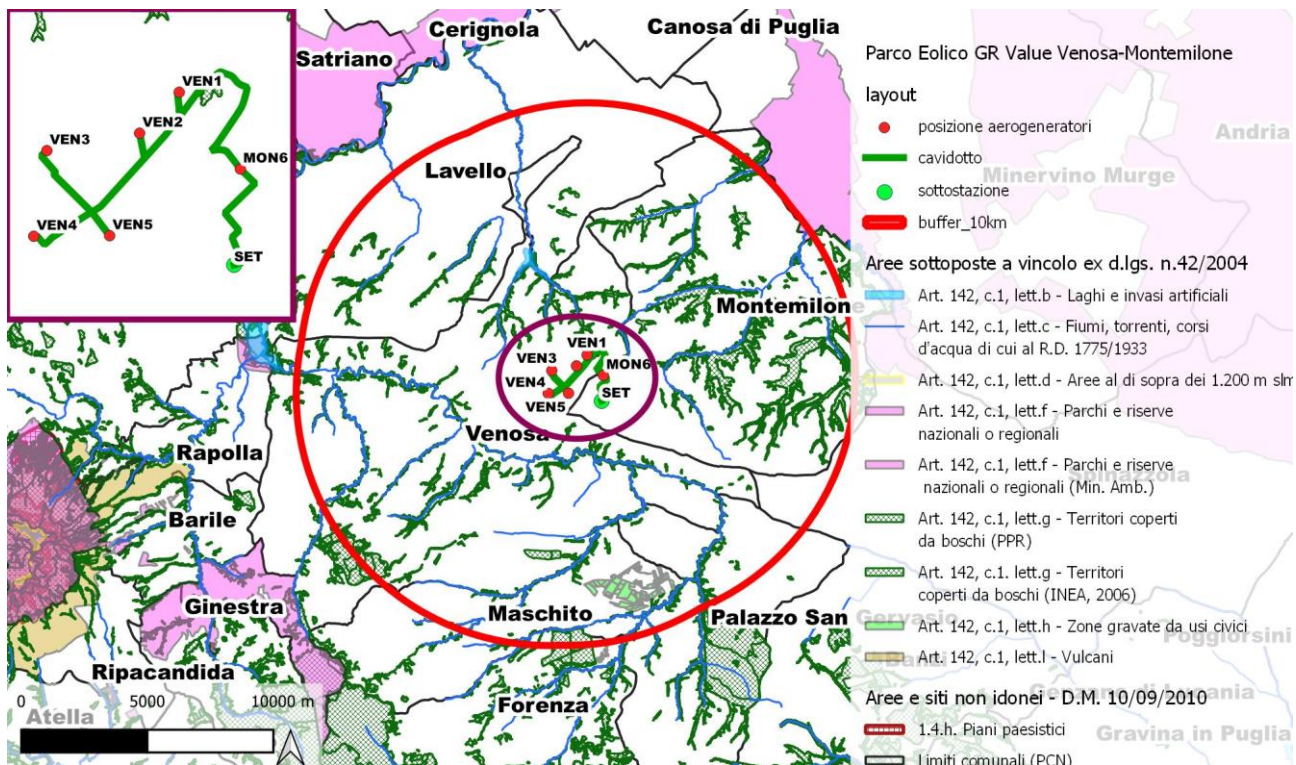 Cerignola
Canosa di Puglia
Satriano
VEN1
VEN2
VEN3
MON6
VEN4
VEN5
SET
Lavello
Montemilone
VEN1
VEN3
MON6
VEN4
SET
VEN5
Venosa
Rapolla
Barile
Ginestra
Maschito
Palazzo San
Gervasio
Ripacandida
Forenza
Atella
0
5000
10000 m
Parco Eolico GR Value Venosa-Montemilone
layout
posizione aerogeneratori
cavidotto
sottostazione
buffer_10km
Aree sottoposte a vincolo ex d.lgs. n.42/2004
Art. 142, c.1, lett.b - Laghi e invasi artificiali
Art. 142, c.1, lett.c - Fiumi, torrenti, corsi
d'acqua di cui al R.D. 1775/1933
Art. 142, c.1, lett.d - Aree al di sopra dei 1.200 m slm
Art. 142, c.1, lett.f - Parchi e riserve
nazionali o regionali
Art. 142, c.1, lett.f - Parchi e riserve
nazionali o regionali (Min. Amb.)
Art. 142, c.1, lett.g - Territori coperti
da boschi (PPR)
Art. 142, c.1. lett.g - Territori
coperti da boschi (INEA, 2006)
Art. 142, c.1, lett.h - Zone gravate da usi civici
Art. 142, c.1, lett.l - Vulcani
Aree e siti non idonei - D.M. 10/09/2010
1.4.h. Piani paesistici
Limiti comunali (PCN)
Andria
Minervino Murge
Spinazzola
Poggiorsini
Banzi
Gravina in Puglia